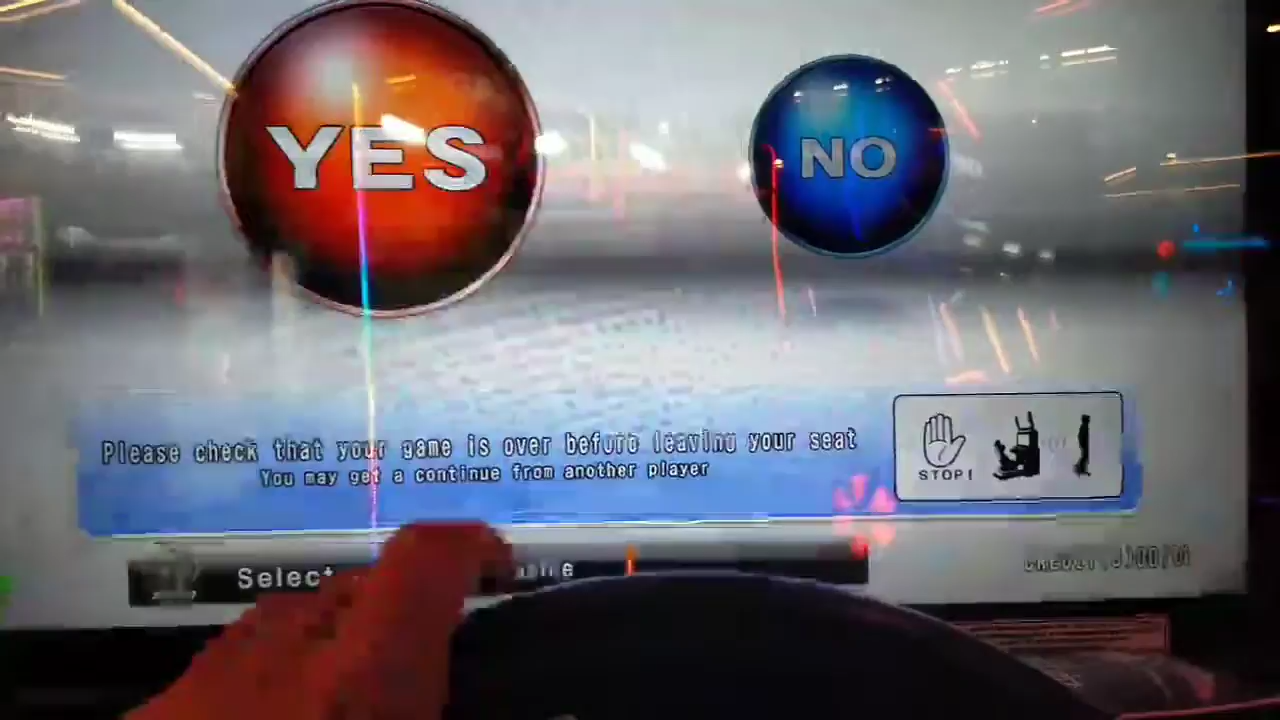 YES
NO
Please check that your game is over before leaving your seat
You may get a continue from another player
STOP!
Select